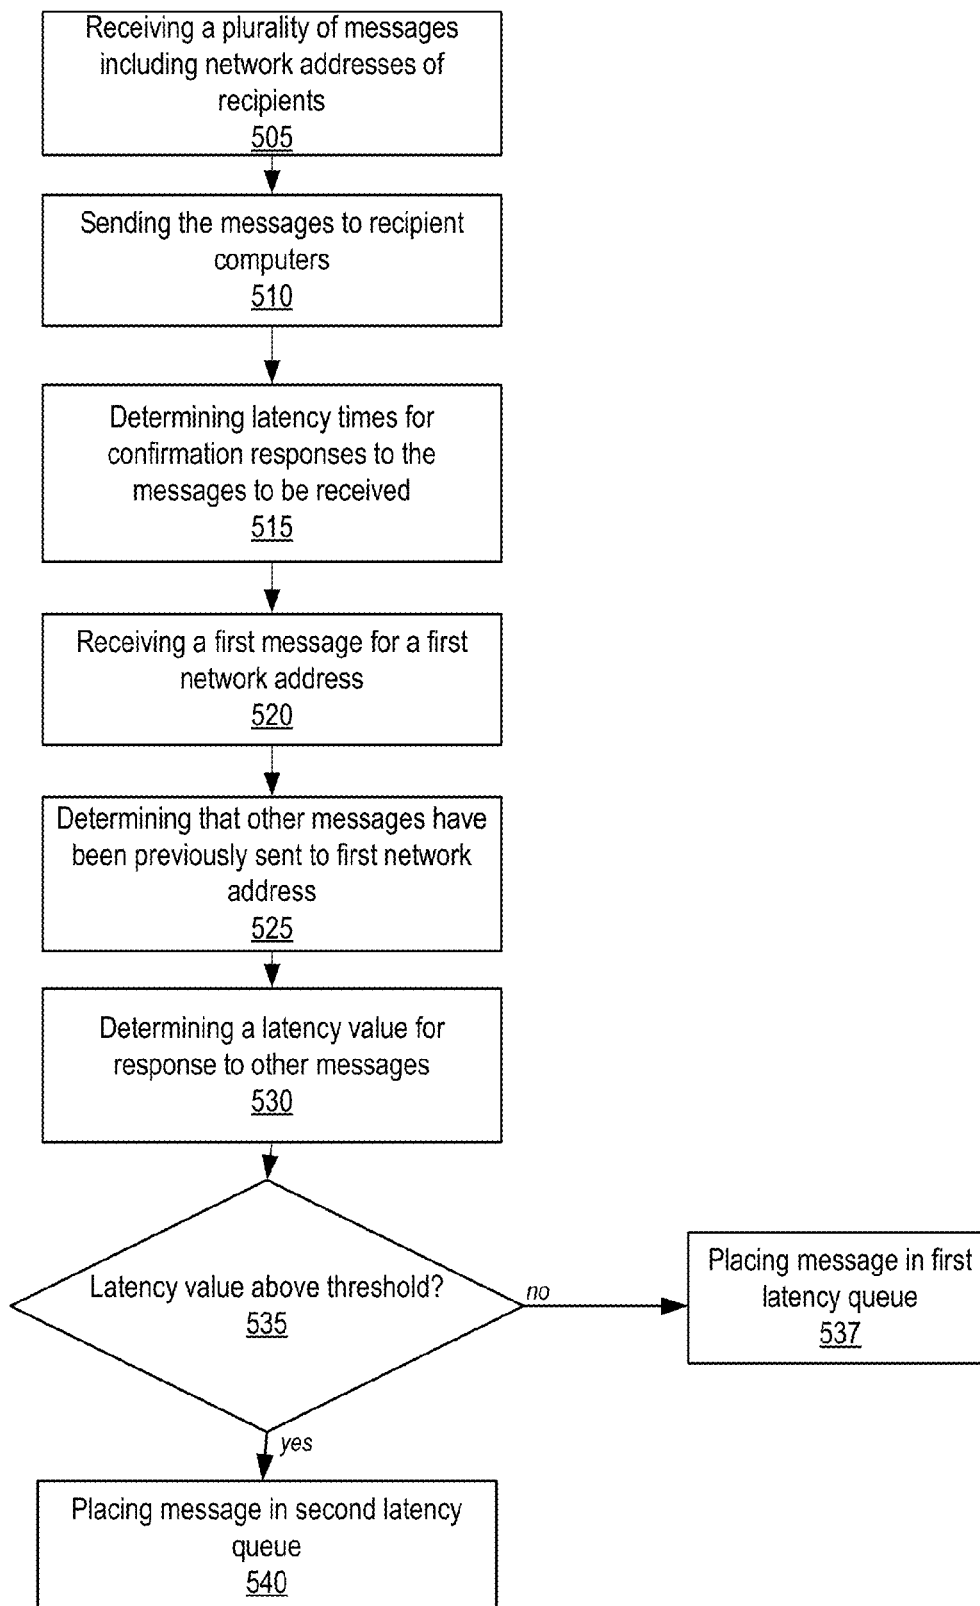 Receiving a plurality of messages
including network addresses of
recipients
505
Sending the messages to recipient
computers
510
Determining latency times for
confirmation responses to the
messages to be received
515
Receiving a first message for a first
network address
520
Determining that other messages have
been previously sent to first network
address
525
Determining a latency value for
response to other messages
530
Latency value above threshold?
535
no
Placing message in first
latency queue
537
yes
Placing message in second latency
queue
540